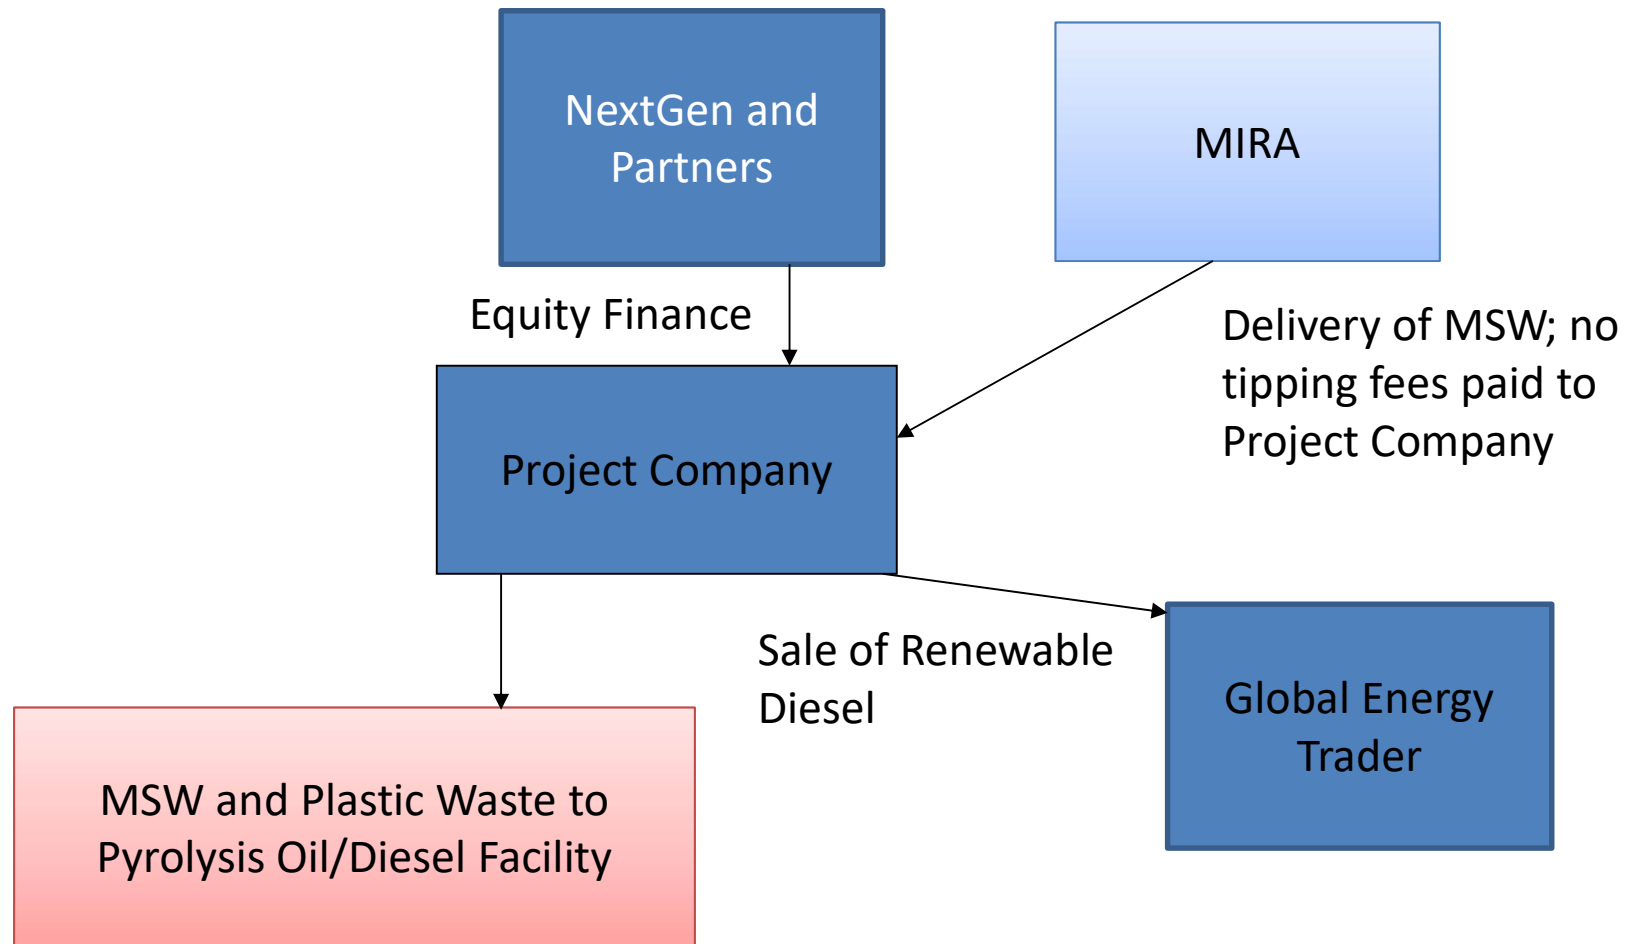 NextGen and
Partners
MIRA
Equity Finance
Delivery of MSW; no
tipping fees paid to
Project Company
Project Company
Sale of Renewable
Diesel
Global Energy
Trader
MSW and Plastic Waste to
Pyrolysis Oil/Diesel Facility